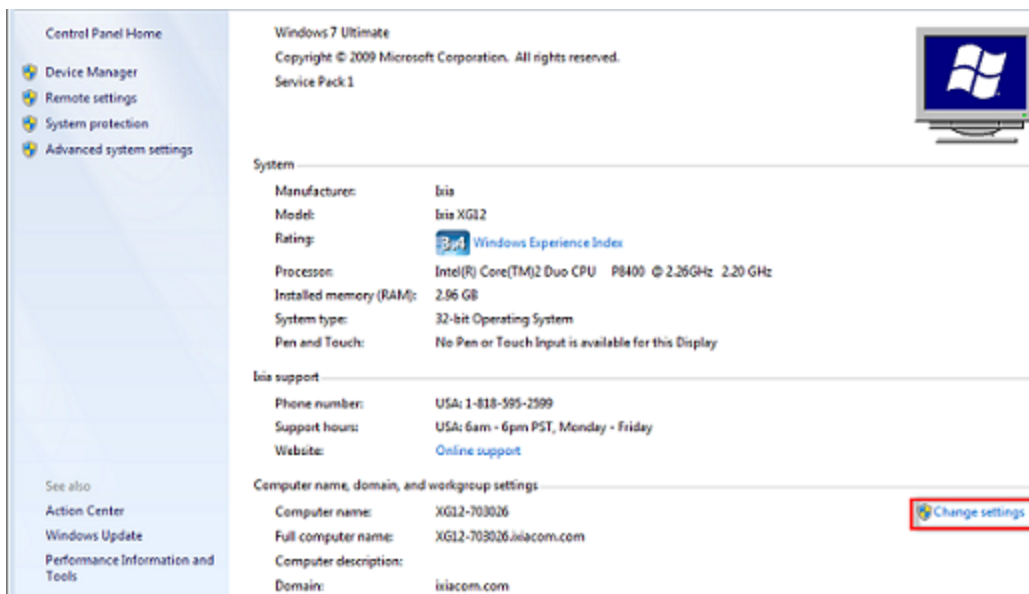 Control Panel Home
Device Manager
Remote settings
System protection
Advanced system settings
See also
Action Center
Windows Update
Performance Information and
Tools
Windows 7 Ultimate
Copyright © 2009 Microsoft Corporation. All rights reserved.
Service Pack 1
System
Manufacturer: Ixia
Model: Ixia XG12
Rating: 3.4 Windows Experience Index
Processor: Intel(R) Core(TM)2 Duo CPU P8400 @ 2.26GHz 2.20 GHz
Installed memory (RAM): 2.96 GB
System type: 32-bit Operating System
Pen and Touch: No Pen or Touch Input is available for this Display
Ixia support
Phone number: USA: 1-818-595-2599
Support hours: USA: 6am - 6pm PST, Monday - Friday
Website: Online support
Computer name, domain, and workgroup settings
Computer name: XG12-703026 Change settings
Full computer name: XG12-703026.ixiacom.com
Computer description:
Domain: ixiacom.com